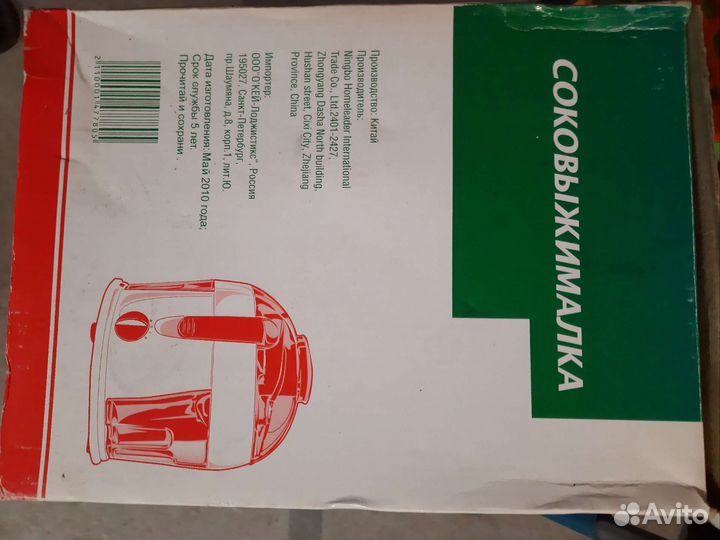 СОКОВЫЖИМАЛКА
Производство: Китай
Производитель:
Ningbo Homeleader International
Trade Co., Ltd.2401-2427,
Zhongyang Dasha North building,
Hushan street, Cixi City, Zhejiang
Province, China
Импортер:
ООО"О'КЕЙ-Лоджистикс", Россия
195027, Санкт-Петербург,
пр.Шаумяна, д.8, корп.1, лит.Ю.
Дата изготовления: Май 2010 года;
Срок службы 5 лет.
Прочитай и сохрани .
2110001477805
Avito